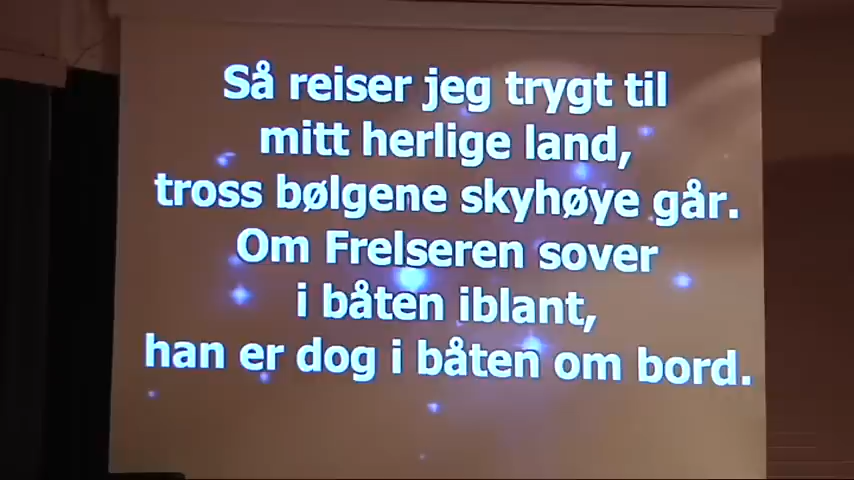 Så reiser jeg trygt til
mitt herlige land,
tross bølgene skyhøye går.
Om Frelseren sover
i båten iblant,
han er dog i båten om bord.